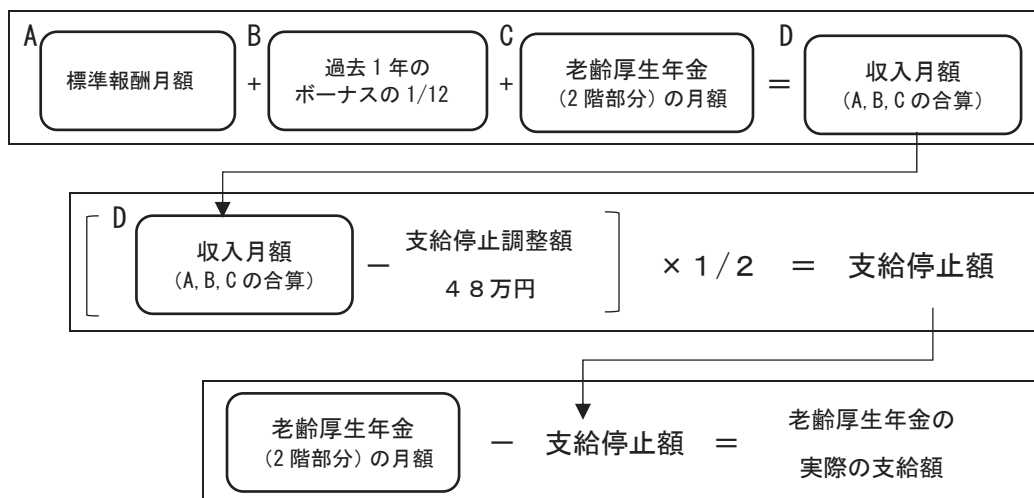 A
標準報酬月額
+
B
過去1年の
ボーナスの1/12
+
C
老齢厚生年金
(2階部分)の月額
=
D
収入月額
(A,B,Cの合算)
D
収入月額
(A,B,Cの合算)
−
支給停止調整額
48万円
×1/2 = 支給停止額
老齢厚生年金
(2階部分)の月額
− 支給停止額 =
老齢厚生年金の
実際の支給額